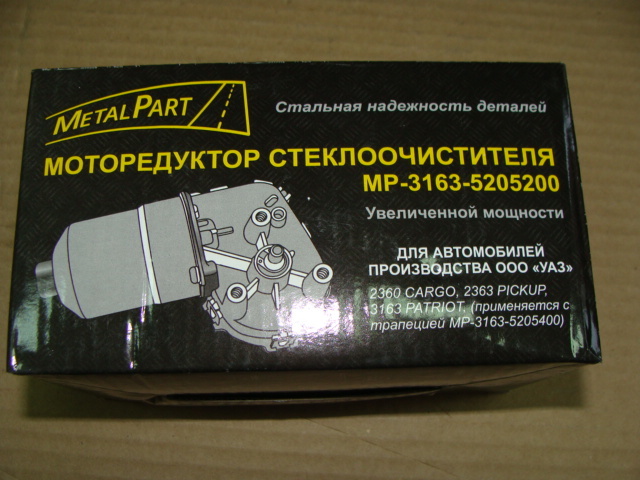 METALPART
Стальная надежность деталей
МОТОРЕДУКТОР СТЕКЛООЧИСТИТЕЛЯ
МР-3163-5205200
Увеличенной мощности
ДЛЯ АВТОМОБИЛЕЙ
ПРОИЗВОДСТВА ООО «УАЗ»
2360 CARGO, 2363 PICKUP,
3163 PATRIOT, (применяется с
трапецией МР-3163-5205400)